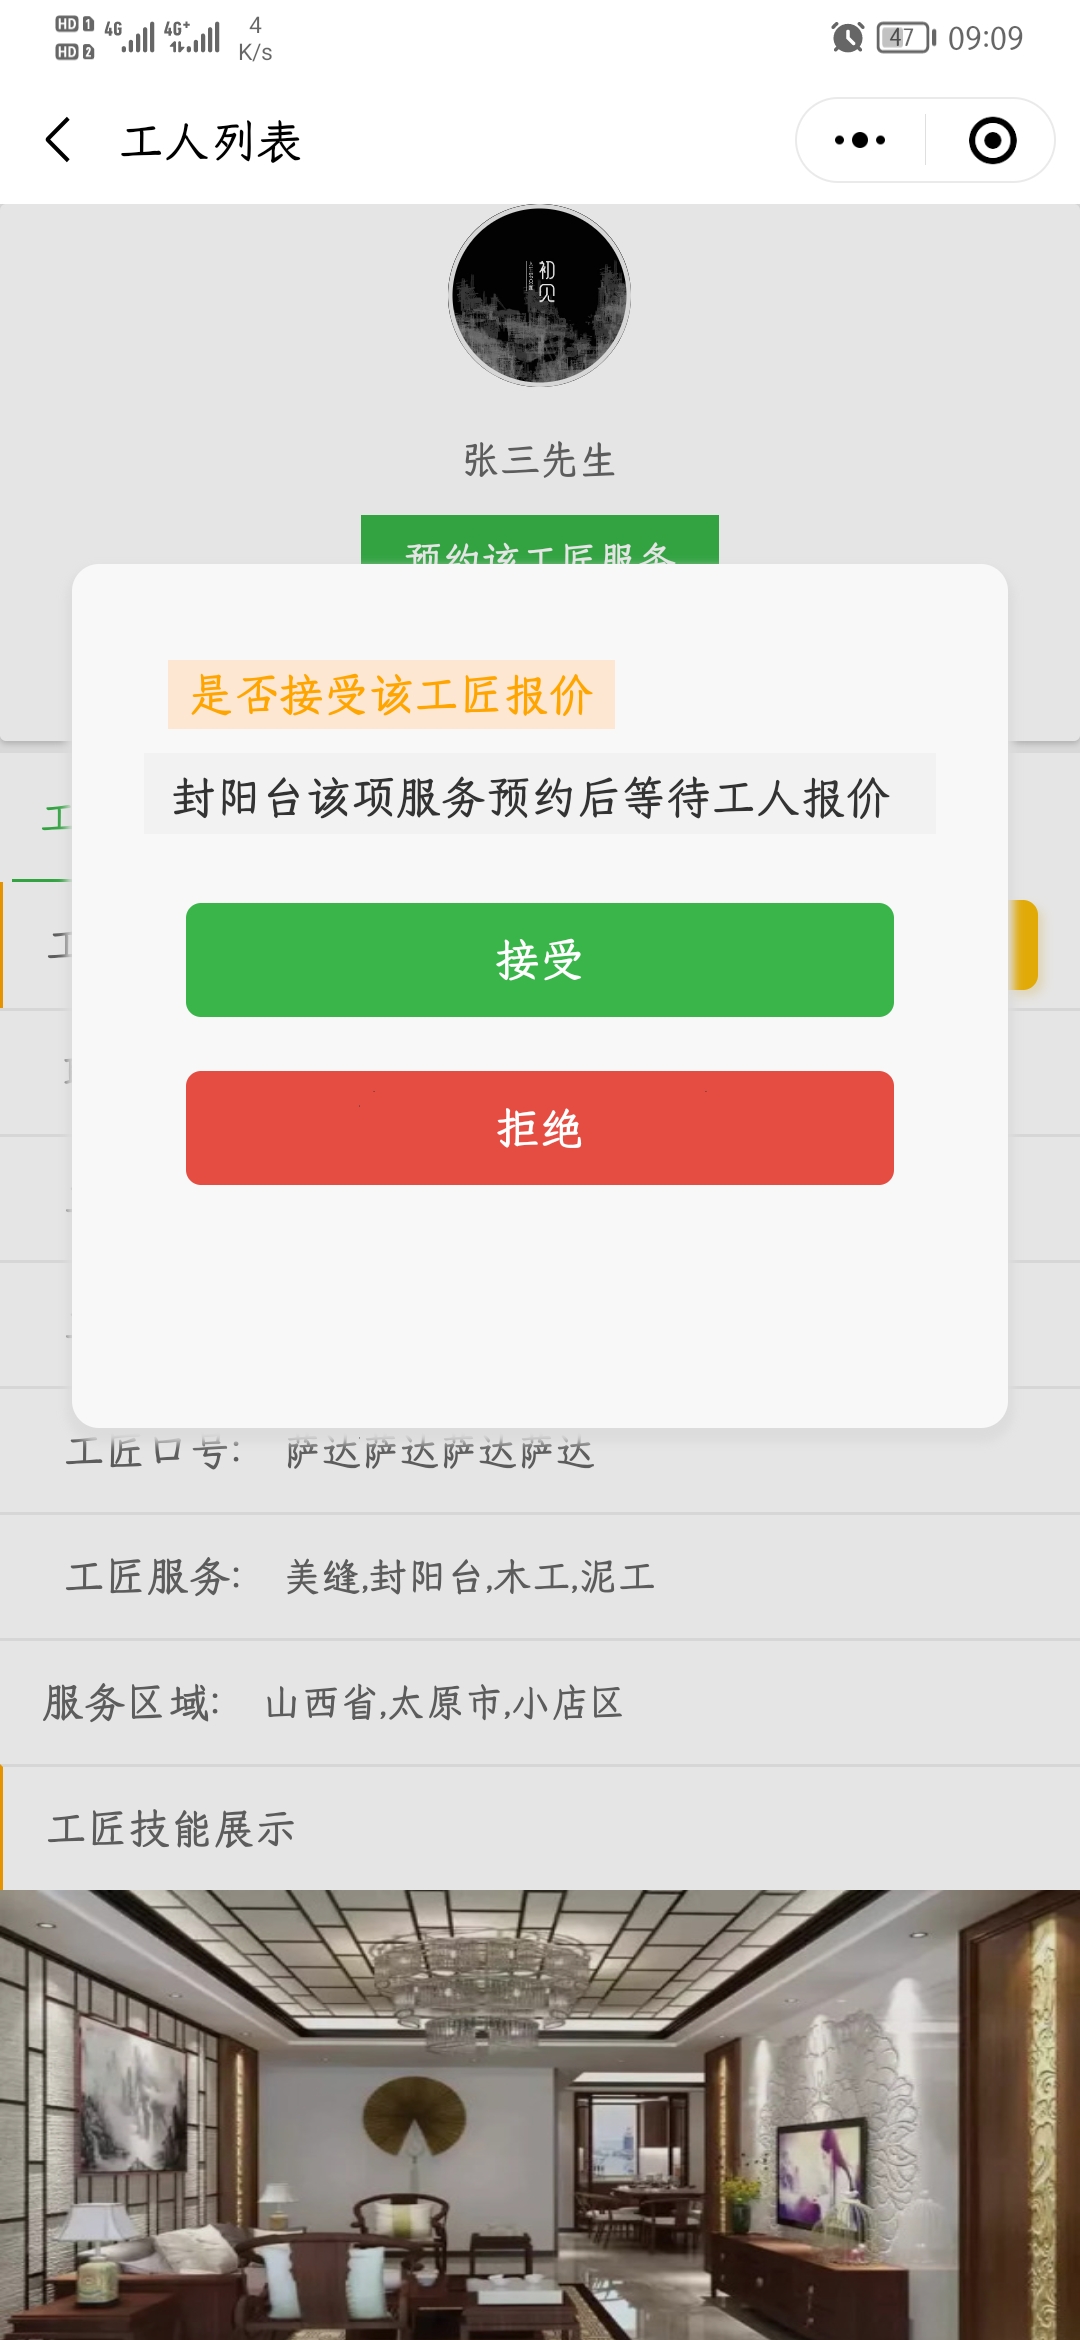 HD 1 4G 4G+ 4
HD 2 K/s
47 09:09
工人列表
初见
张三先生
预约该工匠服务
是否接受该工匠报价
封阳台该项服务预约后等待工人报价
工
工
接受
拒绝
工匠口号: 萨达萨达萨达萨达
工匠服务: 美缝,封阳台,木工,泥工
服务区域: 山西省,太原市,小店区
工匠技能展示